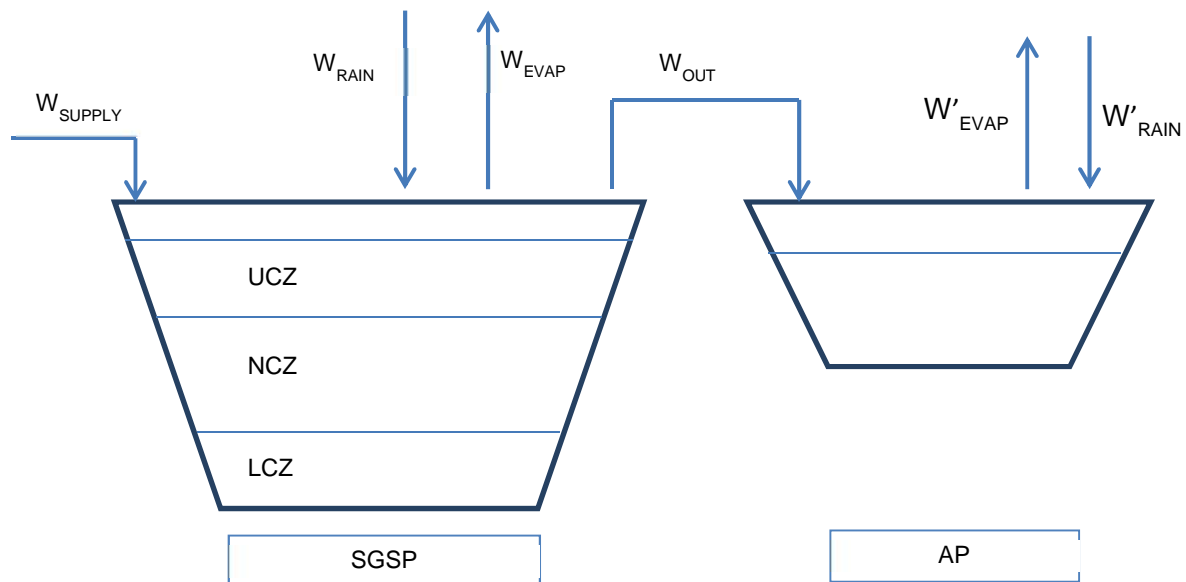 W_SUPPLY
W_RAIN
W_EVAP
W_OUT
W'_EVAP
W'_RAIN
UCZ
NCZ
LCZ
SGSP
AP